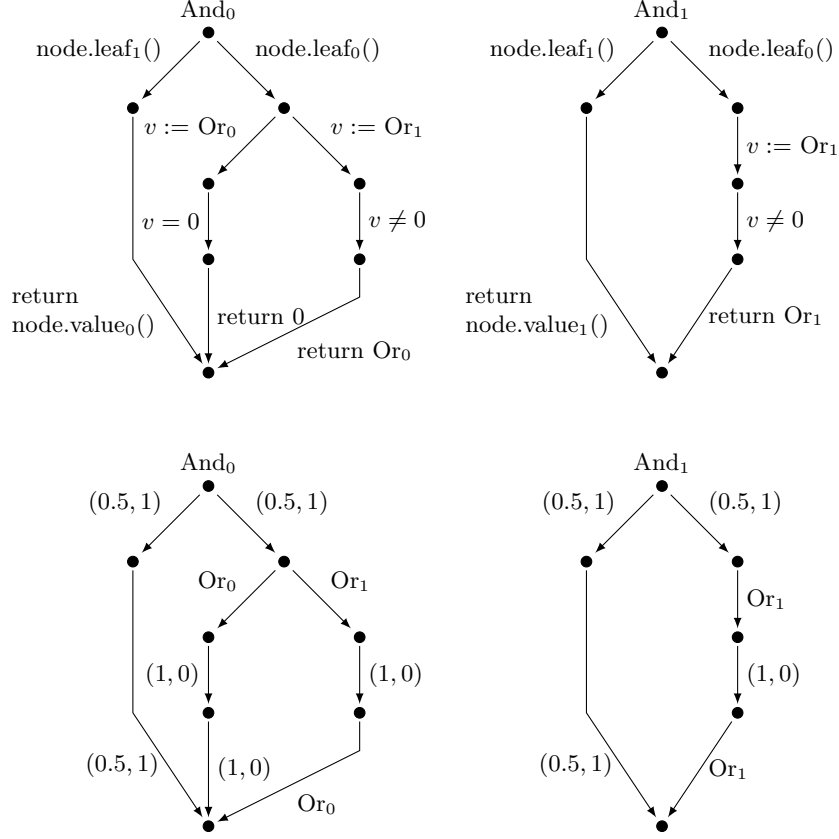 And₀
node.leaf₁()
node.leaf₀()
v := Or₀
v := Or₁
v = 0
v ≠ 0
return
node.value₀()
return 0
return Or₀
And₁
node.leaf₁()
node.leaf₀()
v := Or₁
v ≠ 0
return
node.value₁()
return Or₁
And₀
(0.5, 1)
(0.5, 1)
Or₀
Or₁
(1, 0)
(1, 0)
(0.5, 1)
(1, 0)
Or₀
And₁
(0.5, 1)
(0.5, 1)
Or₁
(1, 0)
(0.5, 1)
Or₁